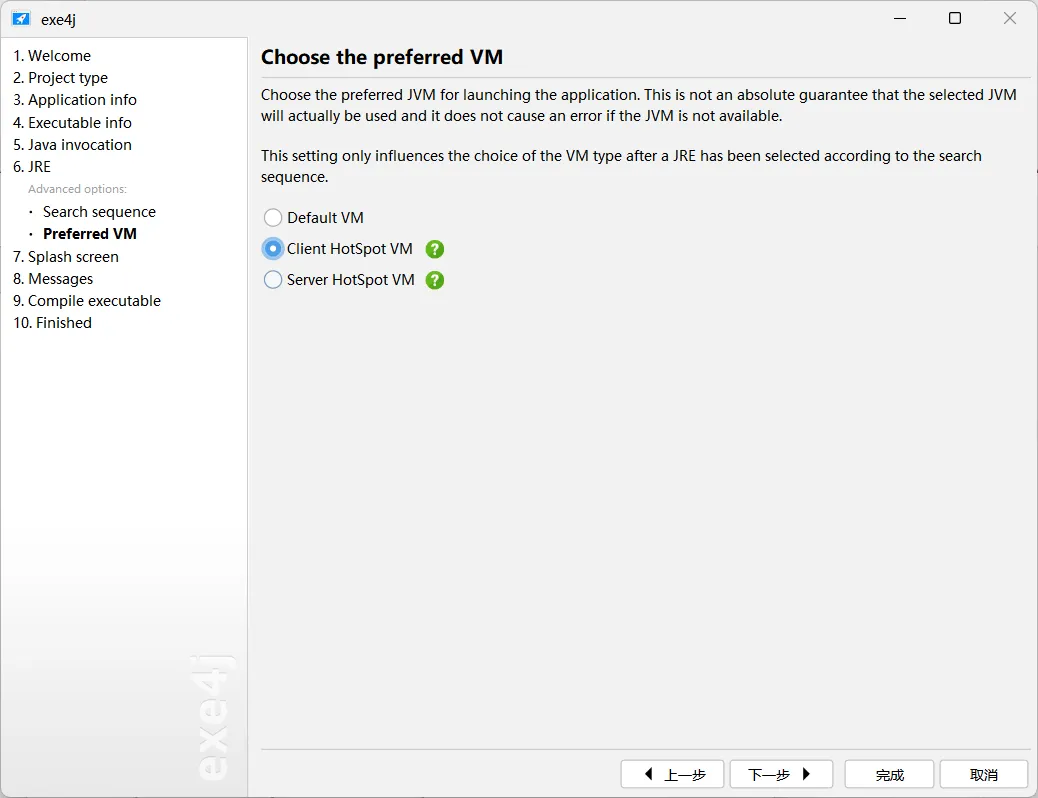 exe4j
1. Welcome
2. Project type
3. Application info
4. Executable info
5. Java invocation
6. JRE
Advanced options:
· Search sequence
· Preferred VM
7. Splash screen
8. Messages
9. Compile executable
10. Finished
exe4j
Choose the preferred VM
Choose the preferred JVM for launching the application. This is not an absolute guarantee that the selected JVM
will actually be used and it does not cause an error if the JVM is not available.
This setting only influences the choice of the VM type after a JRE has been selected according to the search
sequence.
Default VM
Client HotSpot VM ?
Server HotSpot VM ?
上一步 下一步 完成 取消